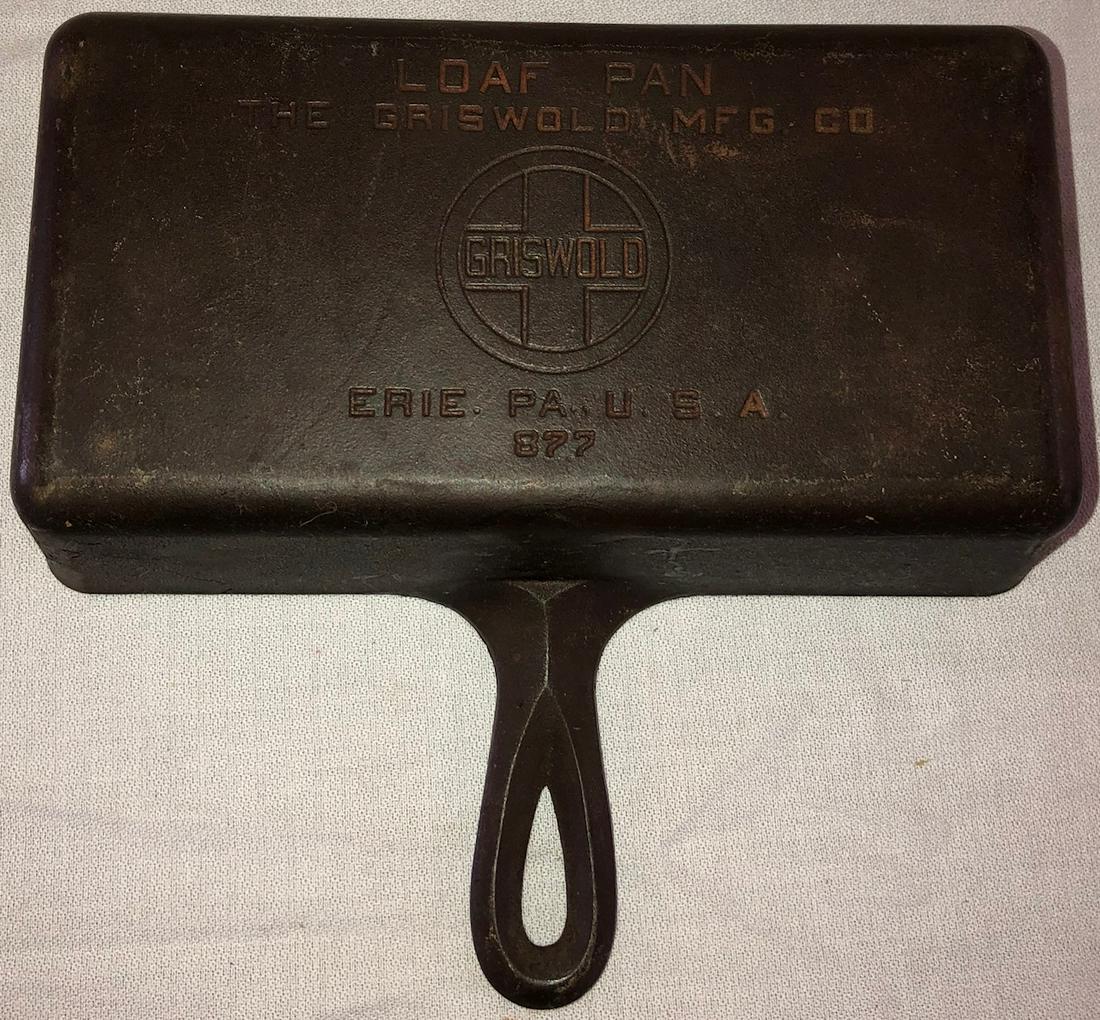 LOAF PAN
THE GRISWOLD MFG. CO
GRISWOLD
ERIE. PA., U. S. A.
877